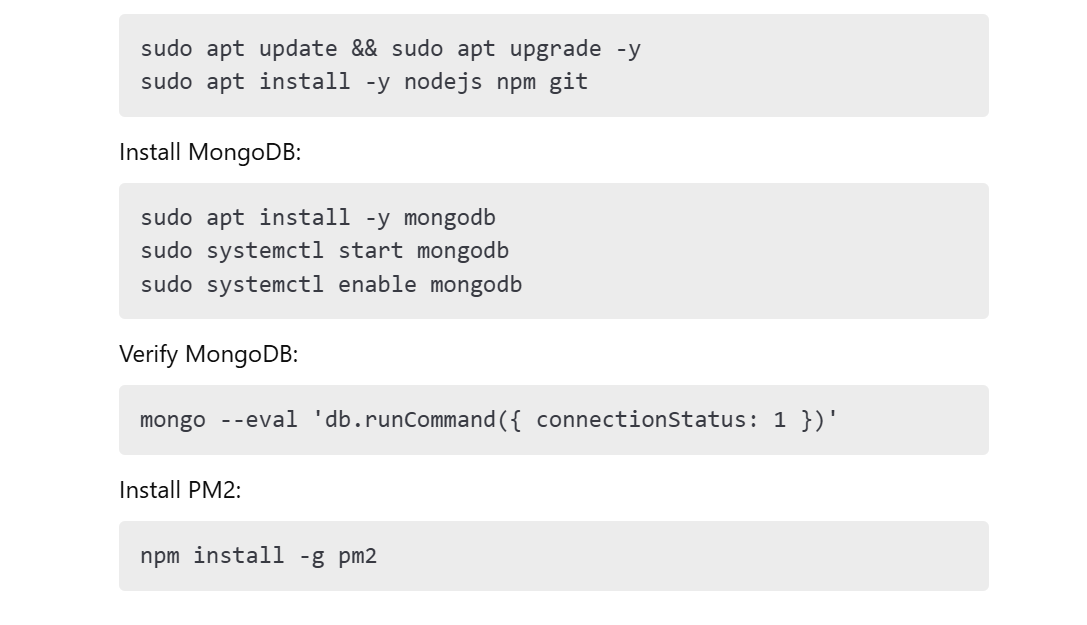 sudo apt update && sudo apt upgrade -y
sudo apt install -y nodejs npm git
Install MongoDB:
sudo apt install -y mongodb
sudo systemctl start mongodb
sudo systemctl enable mongodb
Verify MongoDB:
mongo --eval 'db.runCommand({ connectionStatus: 1 })'
Install PM2:
npm install -g pm2